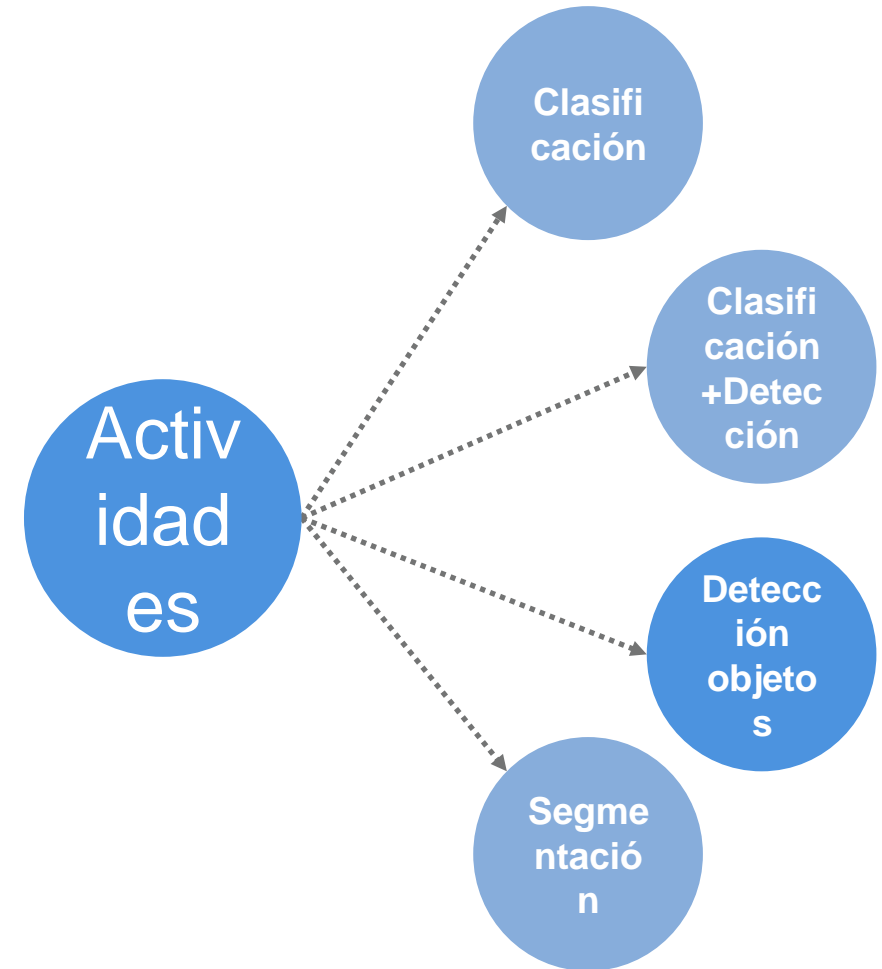 Clasifi
cación
Clasifi
cación
+Detec
ción
Activ
idad
es
Detecc
ión
objeto
s
Segme
ntació
n